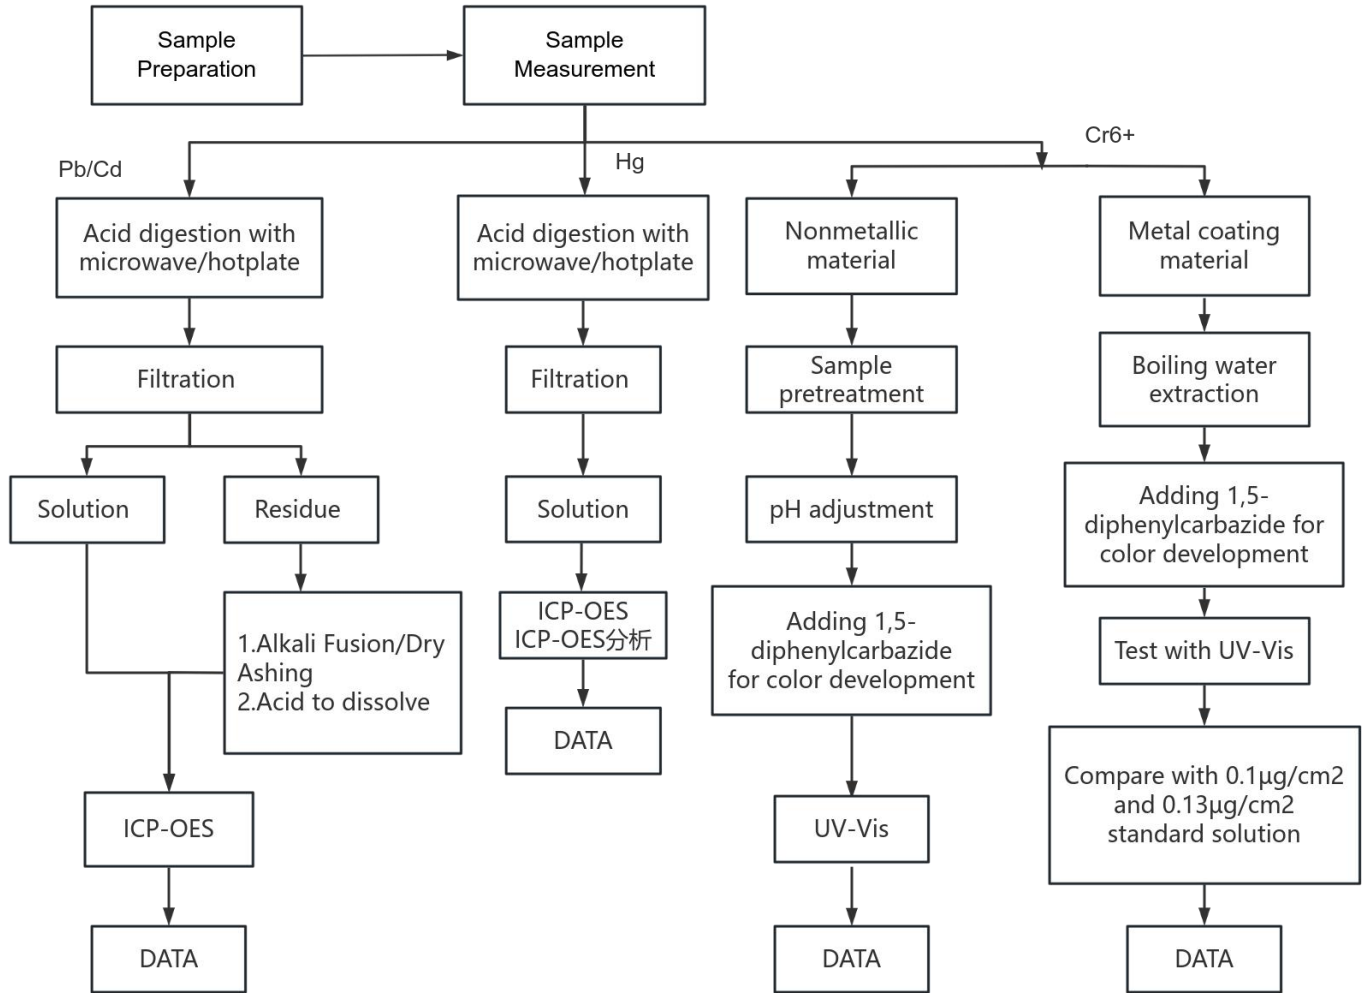 Sample
Preparation
Sample
Measurement
Pb/Cd
Hg
Cr6+
Acid digestion with
microwave/hotplate
Acid digestion with
microwave/hotplate
Nonmetallic
material
Metal coating
material
Filtration
Filtration
Sample
pretreatment
Boiling water
extraction
Solution
Residue
Solution
pH adjustment
Adding 1,5-
diphenylcarbazide for
color development
1.Alkali Fusion/Dry
Ashing
2.Acid to dissolve
ICP-OES
ICP-OES分析
Adding 1,5-
diphenylcarbazide
for color development
Test with UV-Vis
DATA
Compare with 0.1μg/cm2
and 0.13μg/cm2
standard solution
ICP-OES
UV-Vis
DATA
DATA
DATA